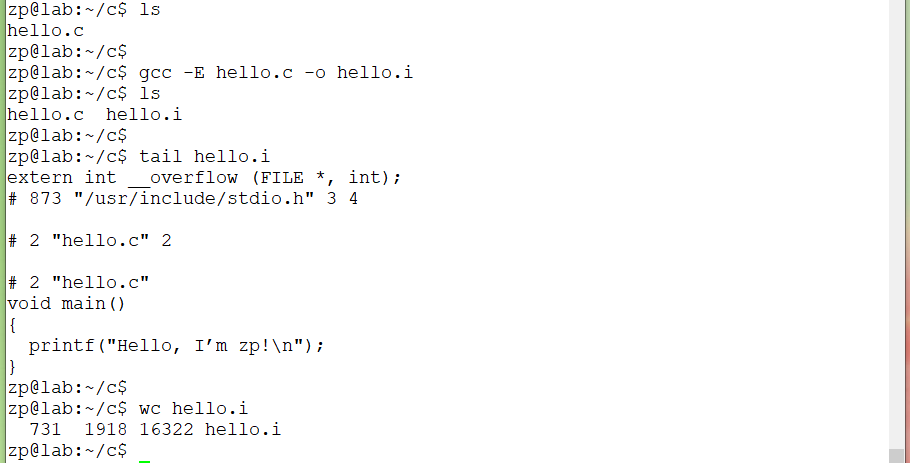 zp@lab:~/c$ ls
hello.c
zp@lab:~/c$
zp@lab:~/c$ gcc -E hello.c -o hello.i
zp@lab:~/c$ ls
hello.c  hello.i
zp@lab:~/c$
zp@lab:~/c$ tail hello.i
extern int __overflow (FILE *, int);
# 873 "/usr/include/stdio.h" 3 4

# 2 "hello.c" 2

# 2 "hello.c"
void main()
{
  printf("Hello, I’m zp!\n");
}
zp@lab:~/c$
zp@lab:~/c$ wc hello.i
  731  1918 16322 hello.i
zp@lab:~/c$